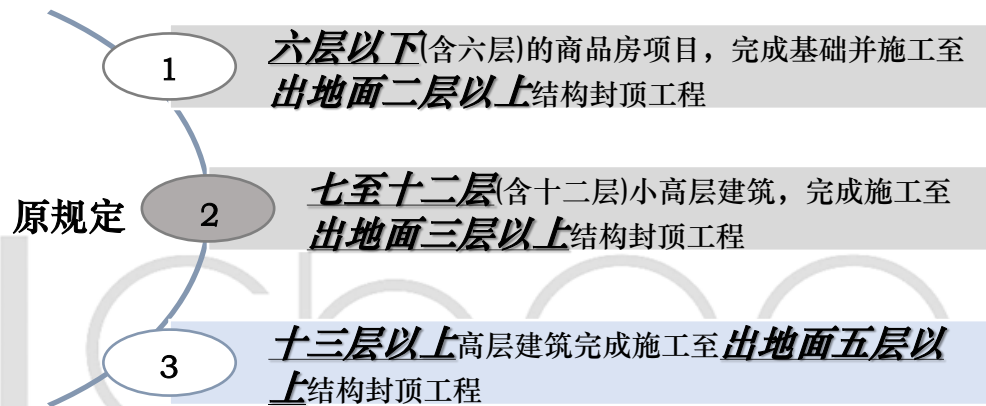 1
六层以下(含六层)的商品房项目，完成基础并施工至
出地面二层以上结构封顶工程
原规定
2
七至十二层(含十二层)小高层建筑，完成施工至
出地面三层以上结构封顶工程
3
十三层以上高层建筑完成施工至出地面五层以
上结构封顶工程